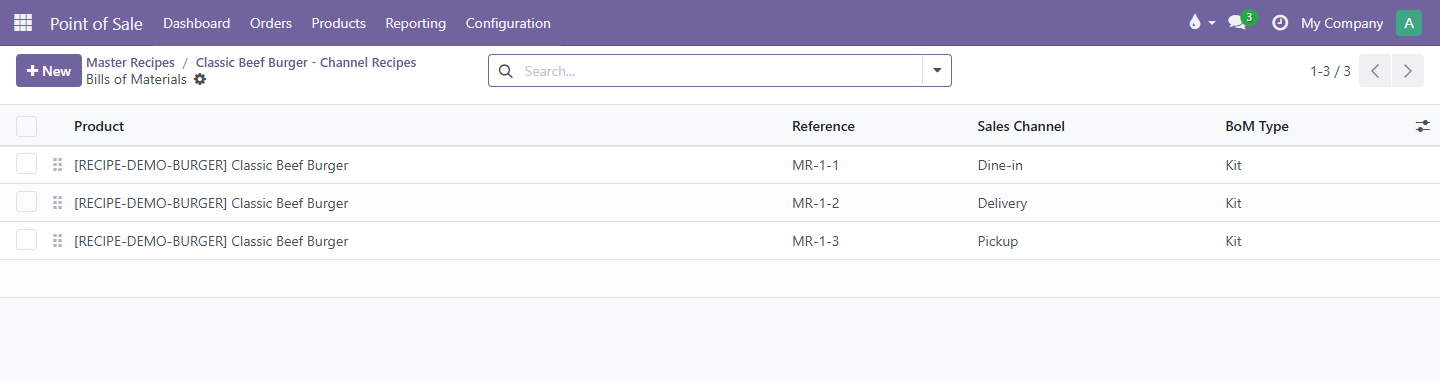 Point of Sale Dashboard Orders Products Reporting Configuration 3 My Company A
New Master Recipes / Classic Beef Burger - Channel Recipes Search... 1-3 / 3
Bills of Materials
Product Reference Sales Channel BoM Type
[RECIPE-DEMO-BURGER] Classic Beef Burger MR-1-1 Dine-in Kit
[RECIPE-DEMO-BURGER] Classic Beef Burger MR-1-2 Delivery Kit
[RECIPE-DEMO-BURGER] Classic Beef Burger MR-1-3 Pickup Kit